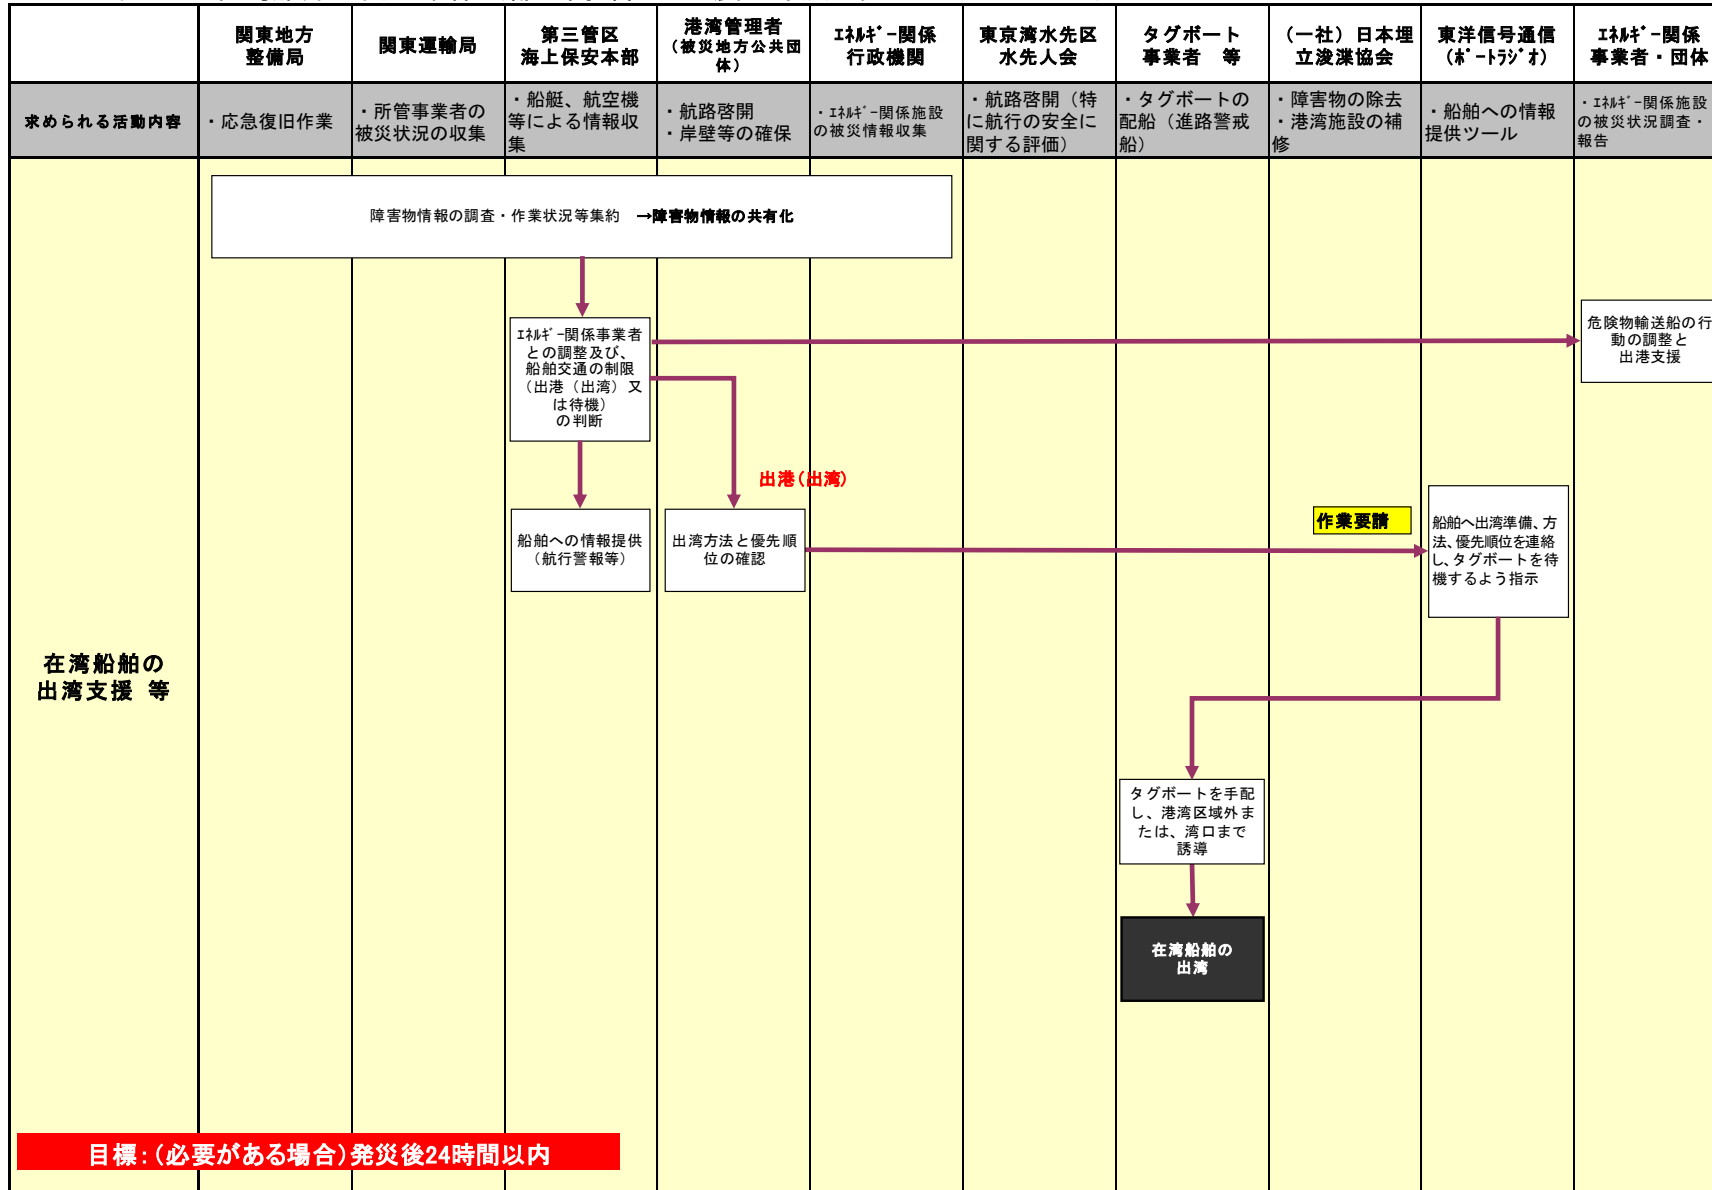 関東地方
整備局
関東運輸局
第三管区
海上保安本部
港湾管理者
（被災地方公共団
体）
ｴﾈﾙｷﾞｰ関係
行政機関
東京湾水先区
水先人会
タグボート
事業者　等
（一社）日本埋
立浚渫協会
東洋信号通信
（ﾎﾟｰﾄﾗｼﾞｵ）
ｴﾈﾙｷﾞｰ関係
事業者・団体
求められる活動内容
・応急復旧作業
・所管事業者の
被災状況の収集
・船艇、航空機
等による情報収
集
・航路啓開
・岸壁等の確保
・ｴﾈﾙｷﾞｰ関係施設
の被災情報収集
・航路啓開（特
に航行の安全に
関する評価）
・タグボートの
配船（進路警戒
船）
・障害物の除去
・港湾施設の補
修
・船舶への情報
提供ツール
・ｴﾈﾙｷﾞｰ関係施設
の被災状況調査・
報告
障害物情報の調査・作業状況等集約　→障害物情報の共有化
ｴﾈﾙｷﾞｰ関係事業者
との調整及び、
船舶交通の制限
（出港（出湾）又
は待機）
の判断
危険物輸送船の行
動の調整と
出港支援
出港（出湾）
作業要請
船舶への情報提供
（航行警報等）
出湾方法と優先順
位の確認
船舶へ出湾準備、方
法、優先順位を連絡
し、タグボートを待
機するよう指示
在湾船舶の
出湾支援 等
タグボートを手配
し、港湾区域外ま
たは、湾口まで
誘導
在湾船舶の
出湾
目標：（必要がある場合）発災後24時間以内